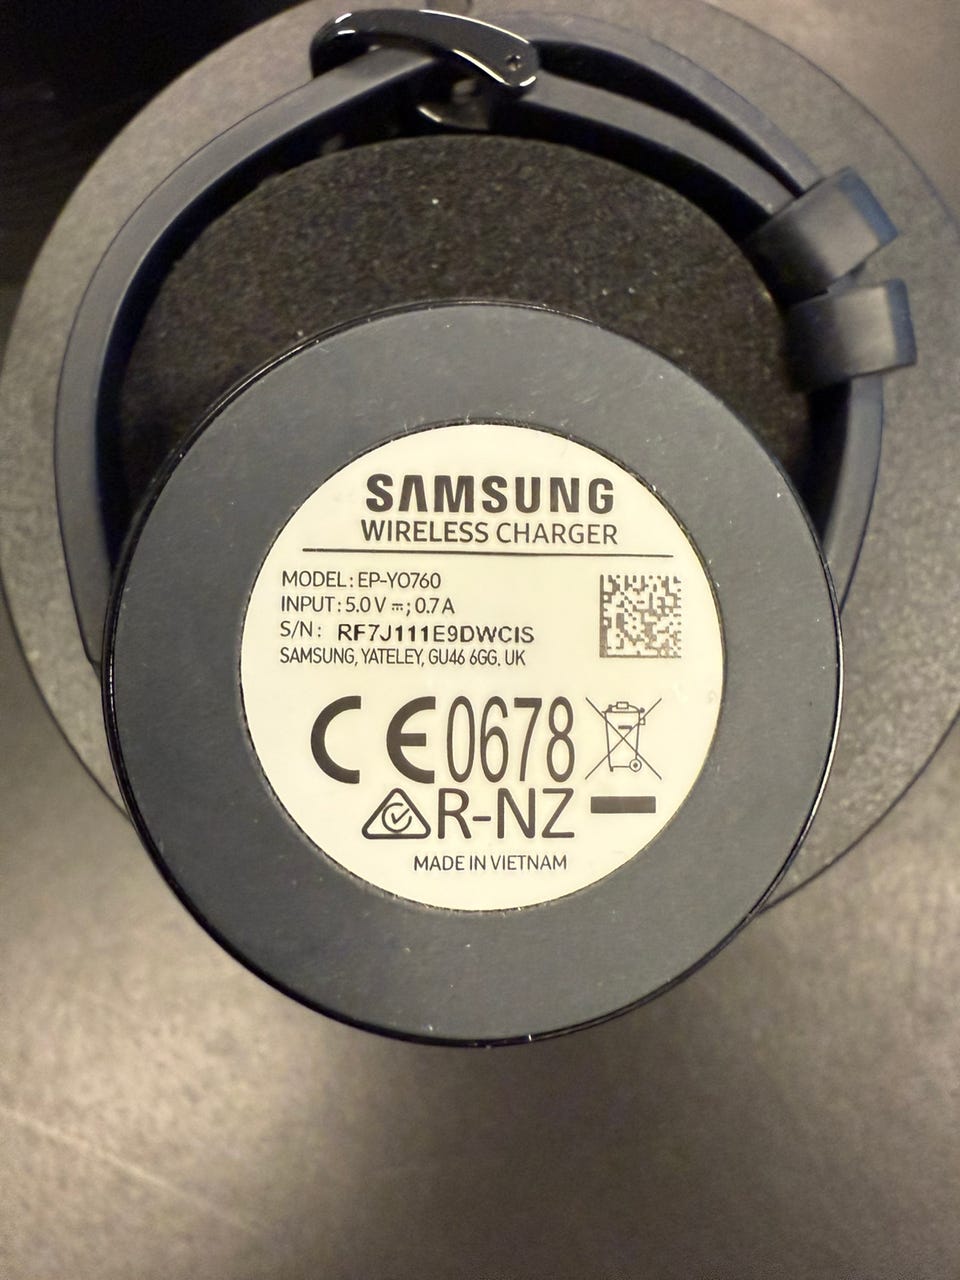 SAMSUNG
WIRELESS CHARGER
MODEL: EP-YO760
INPUT: 5.0 V ⎓; 0.7 A
S/N: RF7J111E9DWCIS
SAMSUNG, YATELEY, GU46 6GG, UK
CE0678
R-NZ
MADE IN VIETNAM